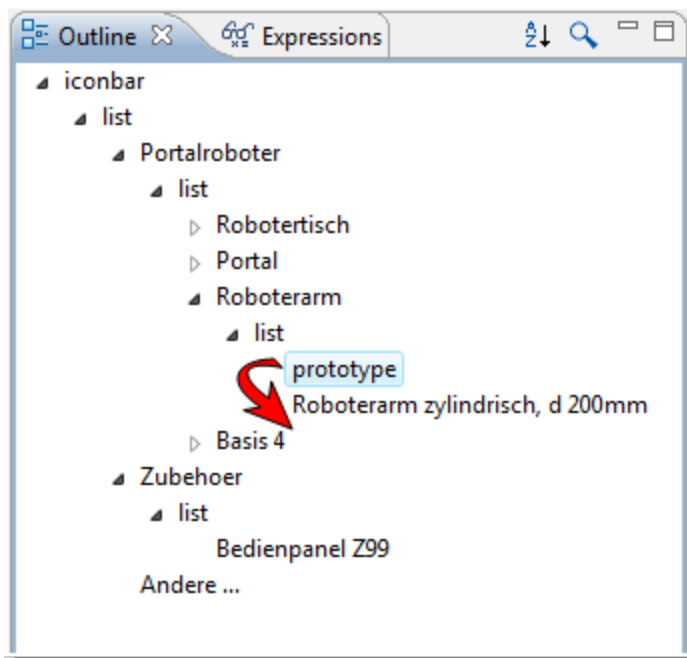 Outline Expressions
iconbar
list
Portalroboter
list
Robotertisch
Portal
Roboterarm
list
prototype
Roboterarm zylindrisch, d 200mm
Basis 4
Zubehoer
list
Bedienpanel Z99
Andere ...